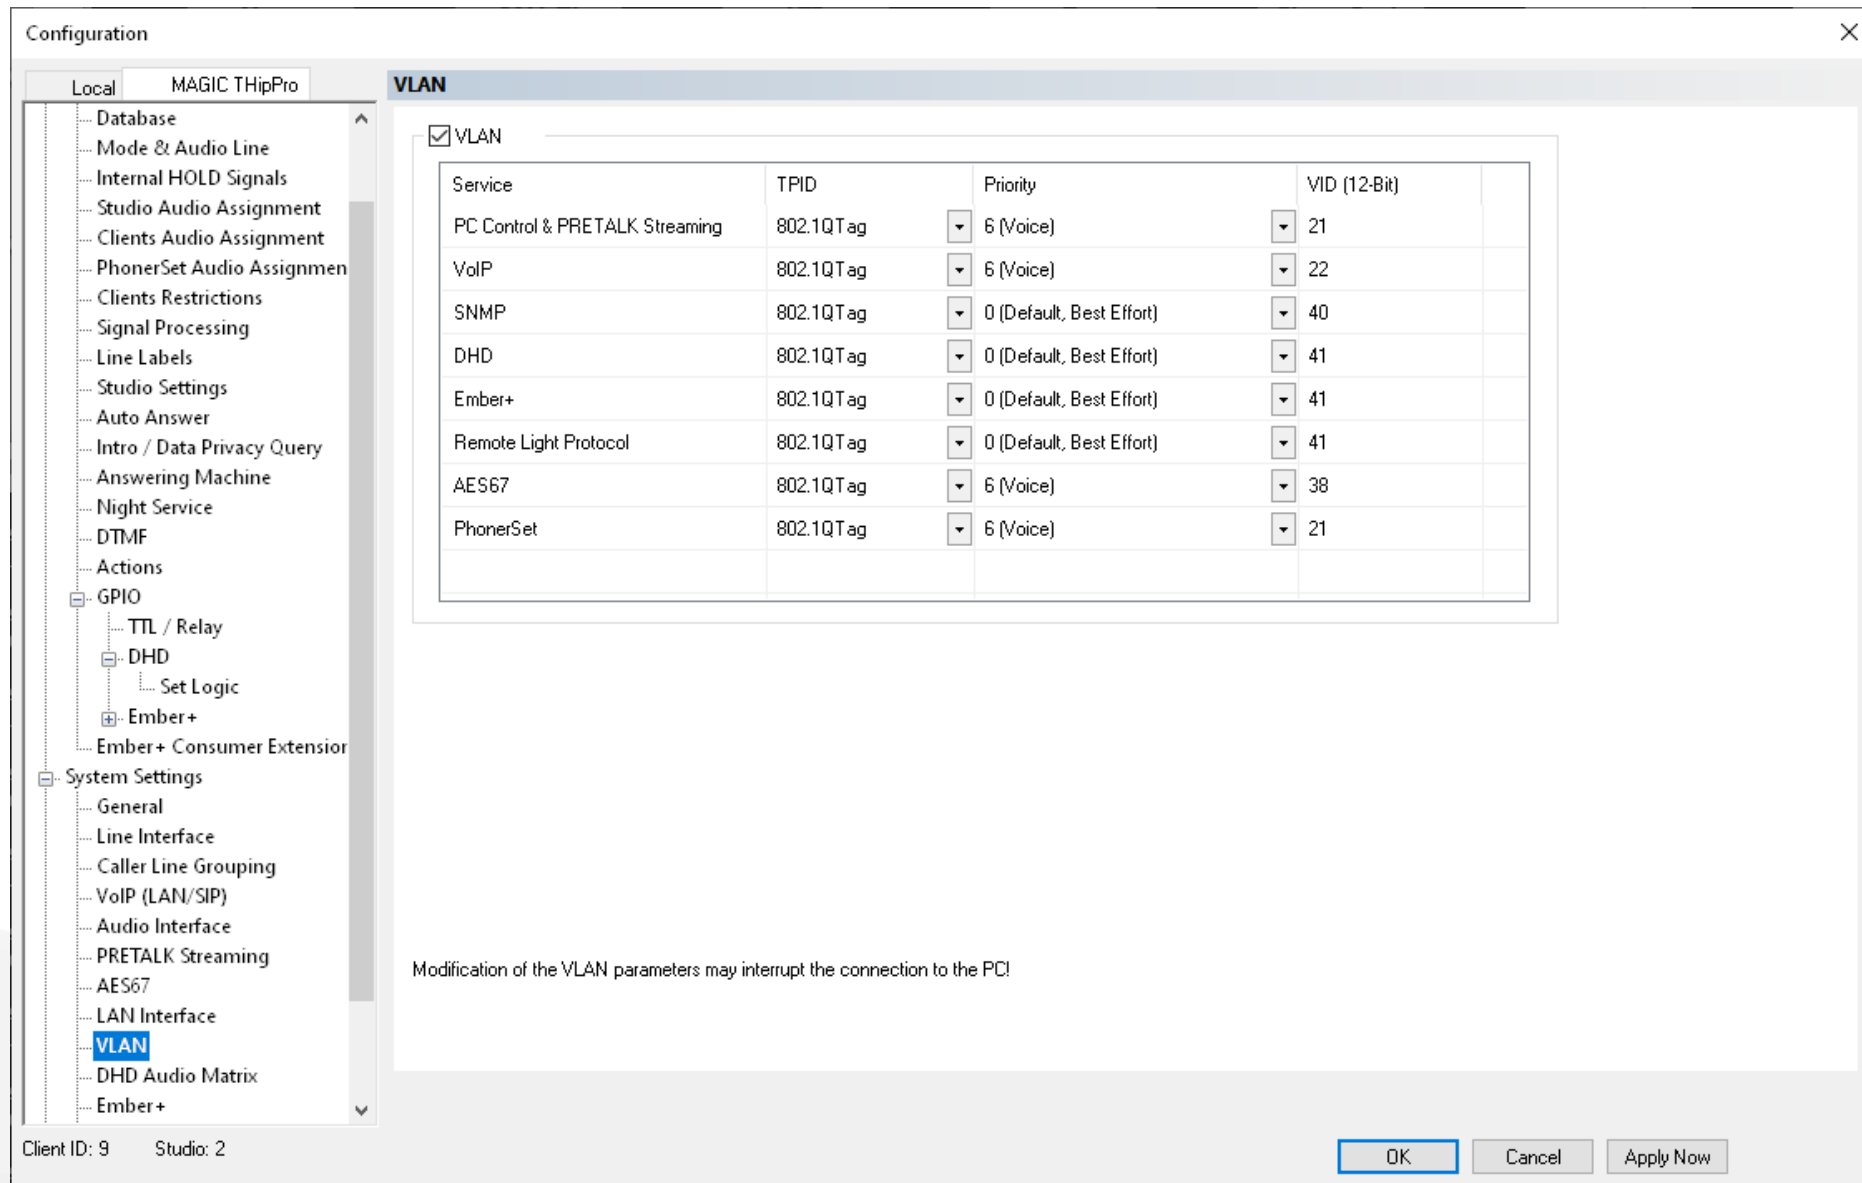 Configuration
Local MAGIC THipPro
Database
Mode & Audio Line
Internal HOLD Signals
Studio Audio Assignment
Clients Audio Assignment
PhonerSet Audio Assignmen
Clients Restrictions
Signal Processing
Line Labels
Studio Settings
Auto Answer
Intro / Data Privacy Query
Answering Machine
Night Service
DTMF
Actions
GPIO
TTL / Relay
DHD
Set Logic
Ember+
Ember+ Consumer Extension
System Settings
General
Line Interface
Caller Line Grouping
VoIP (LAN/SIP)
Audio Interface
PRETALK Streaming
AES67
LAN Interface
VLAN
DHD Audio Matrix
Ember+
VLAN
VLAN
Service TPID Priority VID (12-Bit)
PC Control & PRETALK Streaming 802.1QTag 6 (Voice) 21
VoIP 802.1QTag 6 (Voice) 22
SNMP 802.1QTag 0 (Default, Best Effort) 40
DHD 802.1QTag 0 (Default, Best Effort) 41
Ember+ 802.1QTag 0 (Default, Best Effort) 41
Remote Light Protocol 802.1QTag 0 (Default, Best Effort) 41
AES67 802.1QTag 6 (Voice) 38
PhonerSet 802.1QTag 6 (Voice) 21
Modification of the VLAN parameters may interrupt the connection to the PC!
Client ID: 9 Studio: 2
OK Cancel Apply Now